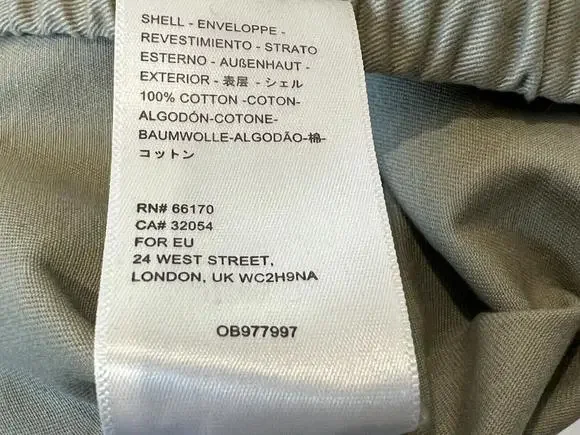 SHELL - ENVELOPPE -
REVESTIMIENTO - STRATO
ESTERNO - AUßENHAUT -
EXTERIOR - 表层 - シェル
100% COTTON -COTON-
ALGODÓN-COTONE-
BAUMWOLLE-ALGODÃO-棉-
コットン
RN# 66170
CA# 32054
FOR EU
24 WEST STREET,
LONDON, UK WC2H9NA
OB977997